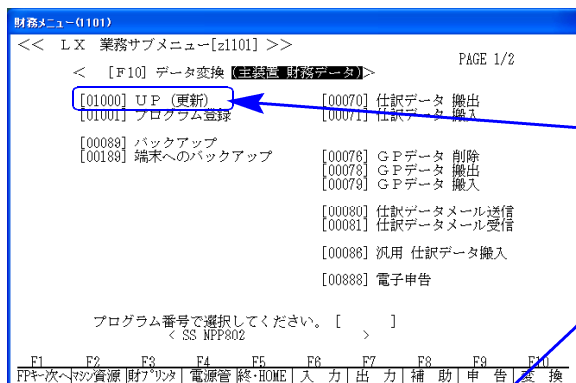 財務メニュー(1101)
<< ＬＸ 業務サブメニュー[z1101] >>
PAGE 1/2
< [Ｆ10] データ変換 (主装置 財務データ)>
[01000] ＵＰ (更新)
[00070] 仕訳データ 搬出
[01001] プログラム登録
[00071] 仕訳データ 搬入
[00089] バックアップ
[00189] 端末へのバックアップ
[00076] ＧＰデータ 削除
[00078] ＧＰデータ 搬出
[00079] ＧＰデータ 搬入
[00080] 仕訳データメール送信
[00081] 仕訳データメール受信
[00086] 汎用 仕訳データ搬入
[00888] 電子申告
プログラム番号で選択してください。 [ ]
< SS NPP802 >
F1 F2 F3 F4 F5 F6 F7 F8 F9 F10
FPｷｰ次へ|ﾏｼﾝ資源|財ﾌﾟﾘﾝﾀ|電源管|終･HOME|入 力|出 力|補 助|申 告|変 換